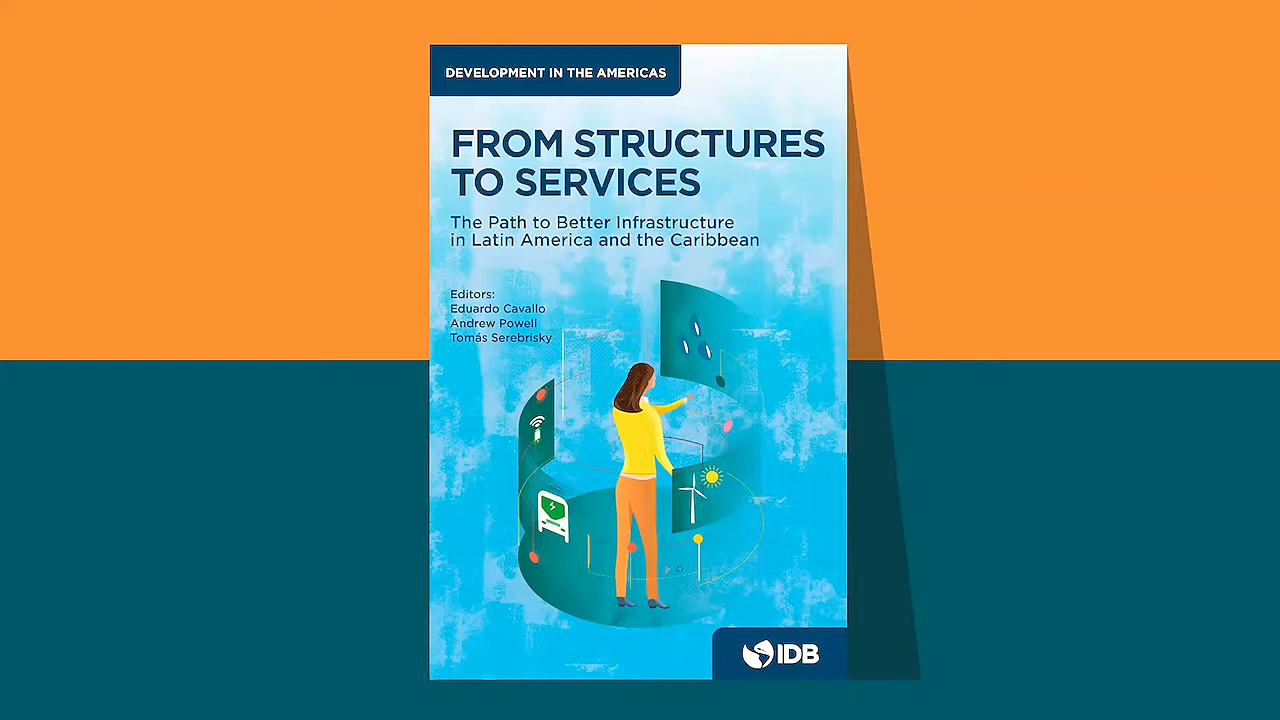 DEVELOPMENT IN THE AMERICAS
FROM STRUCTURES
TO SERVICES
The Path to Better Infrastructure
in Latin America and the Caribbean
Editors:
Eduardo Cavallo
Andrew Powell
Tomás Serebrisky
IDB